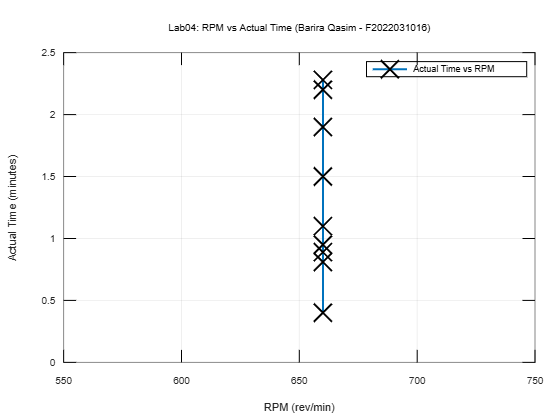 Lab04: RPM vs Actual Time (Barira Qasim - F2022031016)
Actual Time vs RPM
2.5
2
1.5
1
0.5
0
550
600
650
700
750
Actual Time (minutes)
RPM (rev/min)